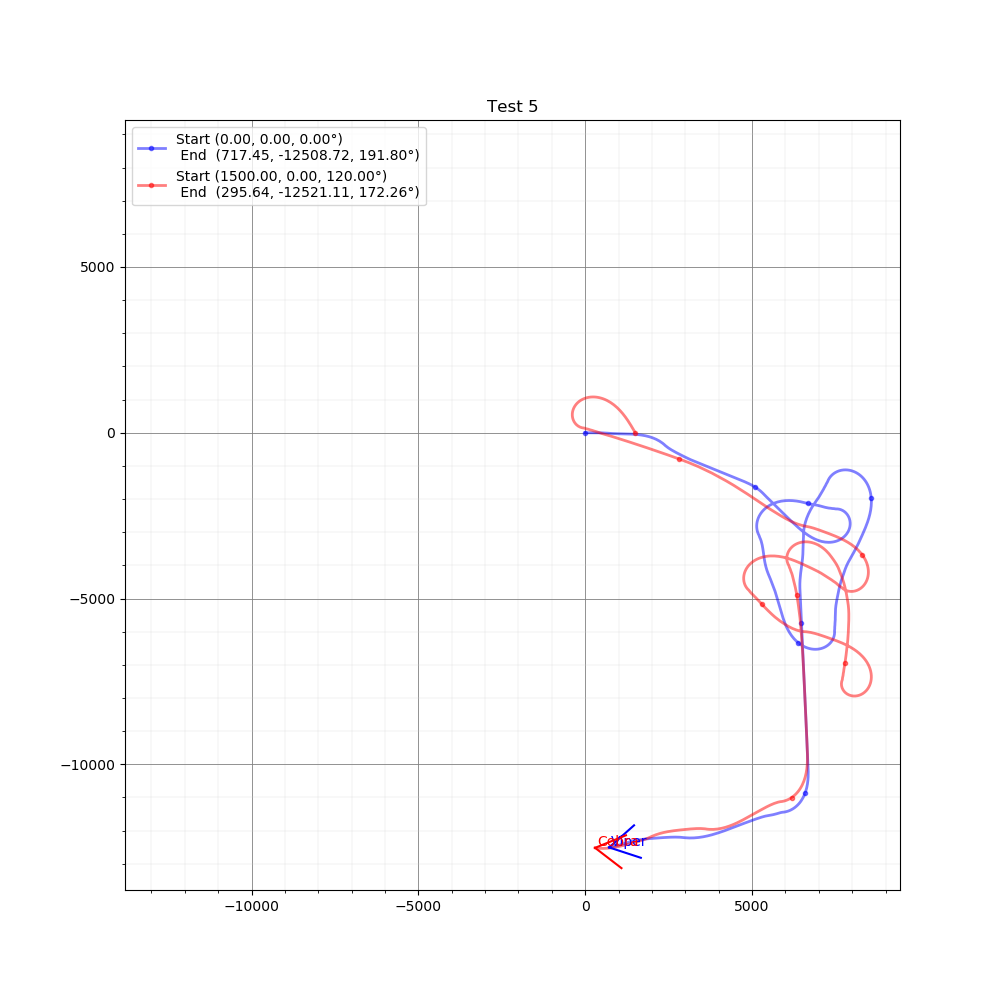 Test 5
Start (0.00, 0.00, 0.00°)
End (717.45, -12508.72, 191.80°)
Start (1500.00, 0.00, 120.00°)
End (295.64, -12521.11, 172.26°)
5000
0
−5000
−10000
−10000
−5000
0
5000